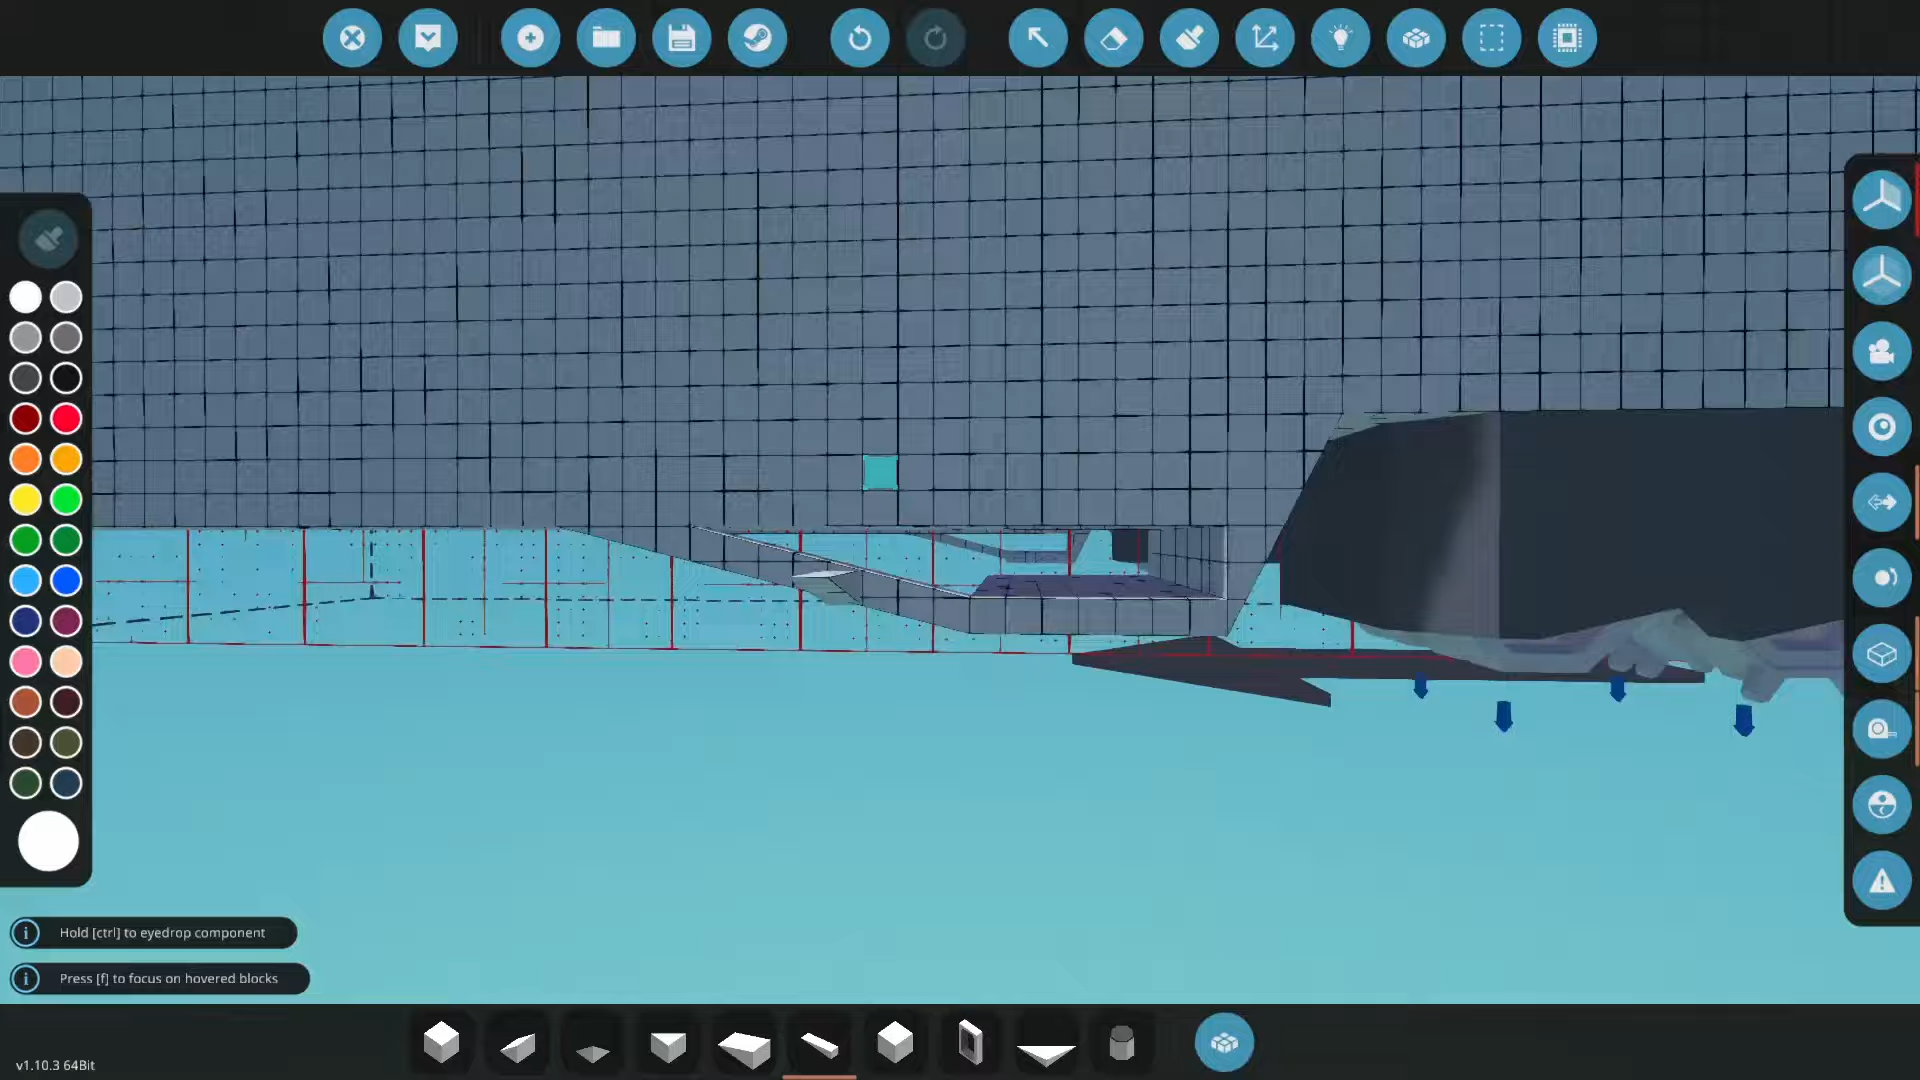 Hold [ctrl] to eyedrop component
Press [f] to focus on hovered blocks
v1.10.3 64Bit